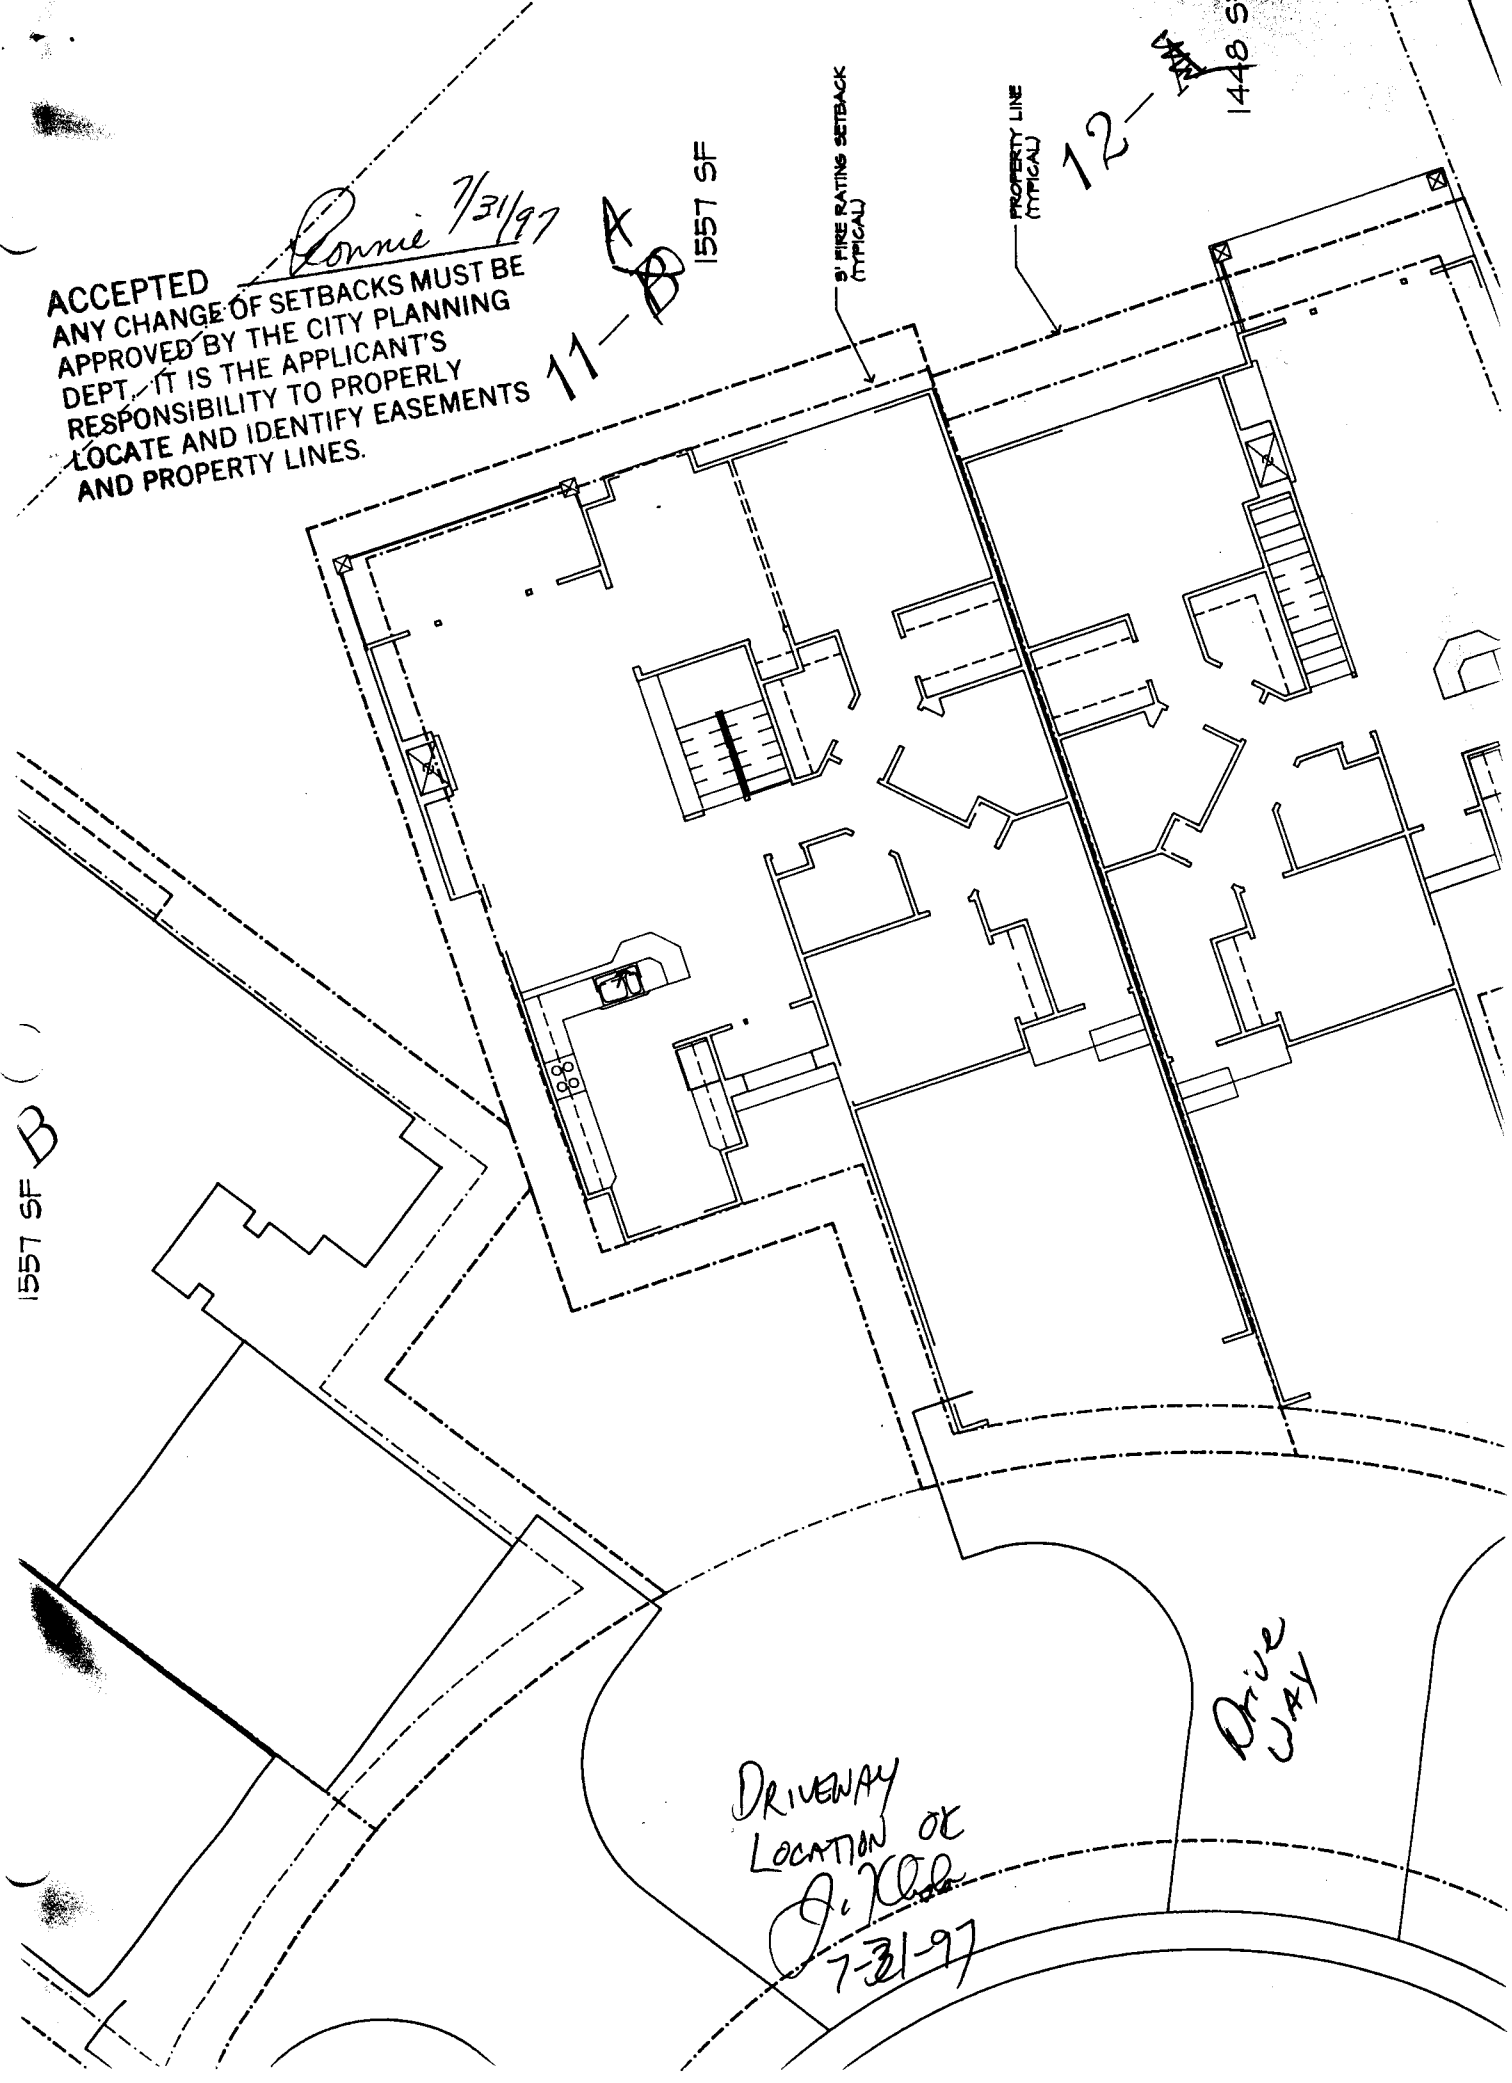 ACCEPTED
Ronnie 7/31/97
ANY CHANGE OF SETBACKS MUST BE
APPROVED BY THE CITY PLANNING
DEPT. IT IS THE APPLICANT'S
RESPONSIBILITY TO PROPERLY
LOCATE AND IDENTIFY EASEMENTS
AND PROPERTY LINES.
11-B A
1557 SF
3' FIRE RATING SETBACK
(TYPICAL)
PROPERTY LINE
(TYPICAL)
12-
1448 S
1557 SF B
DRIVEWAY
LOCATION OK
7-31-97
Drive
WAY